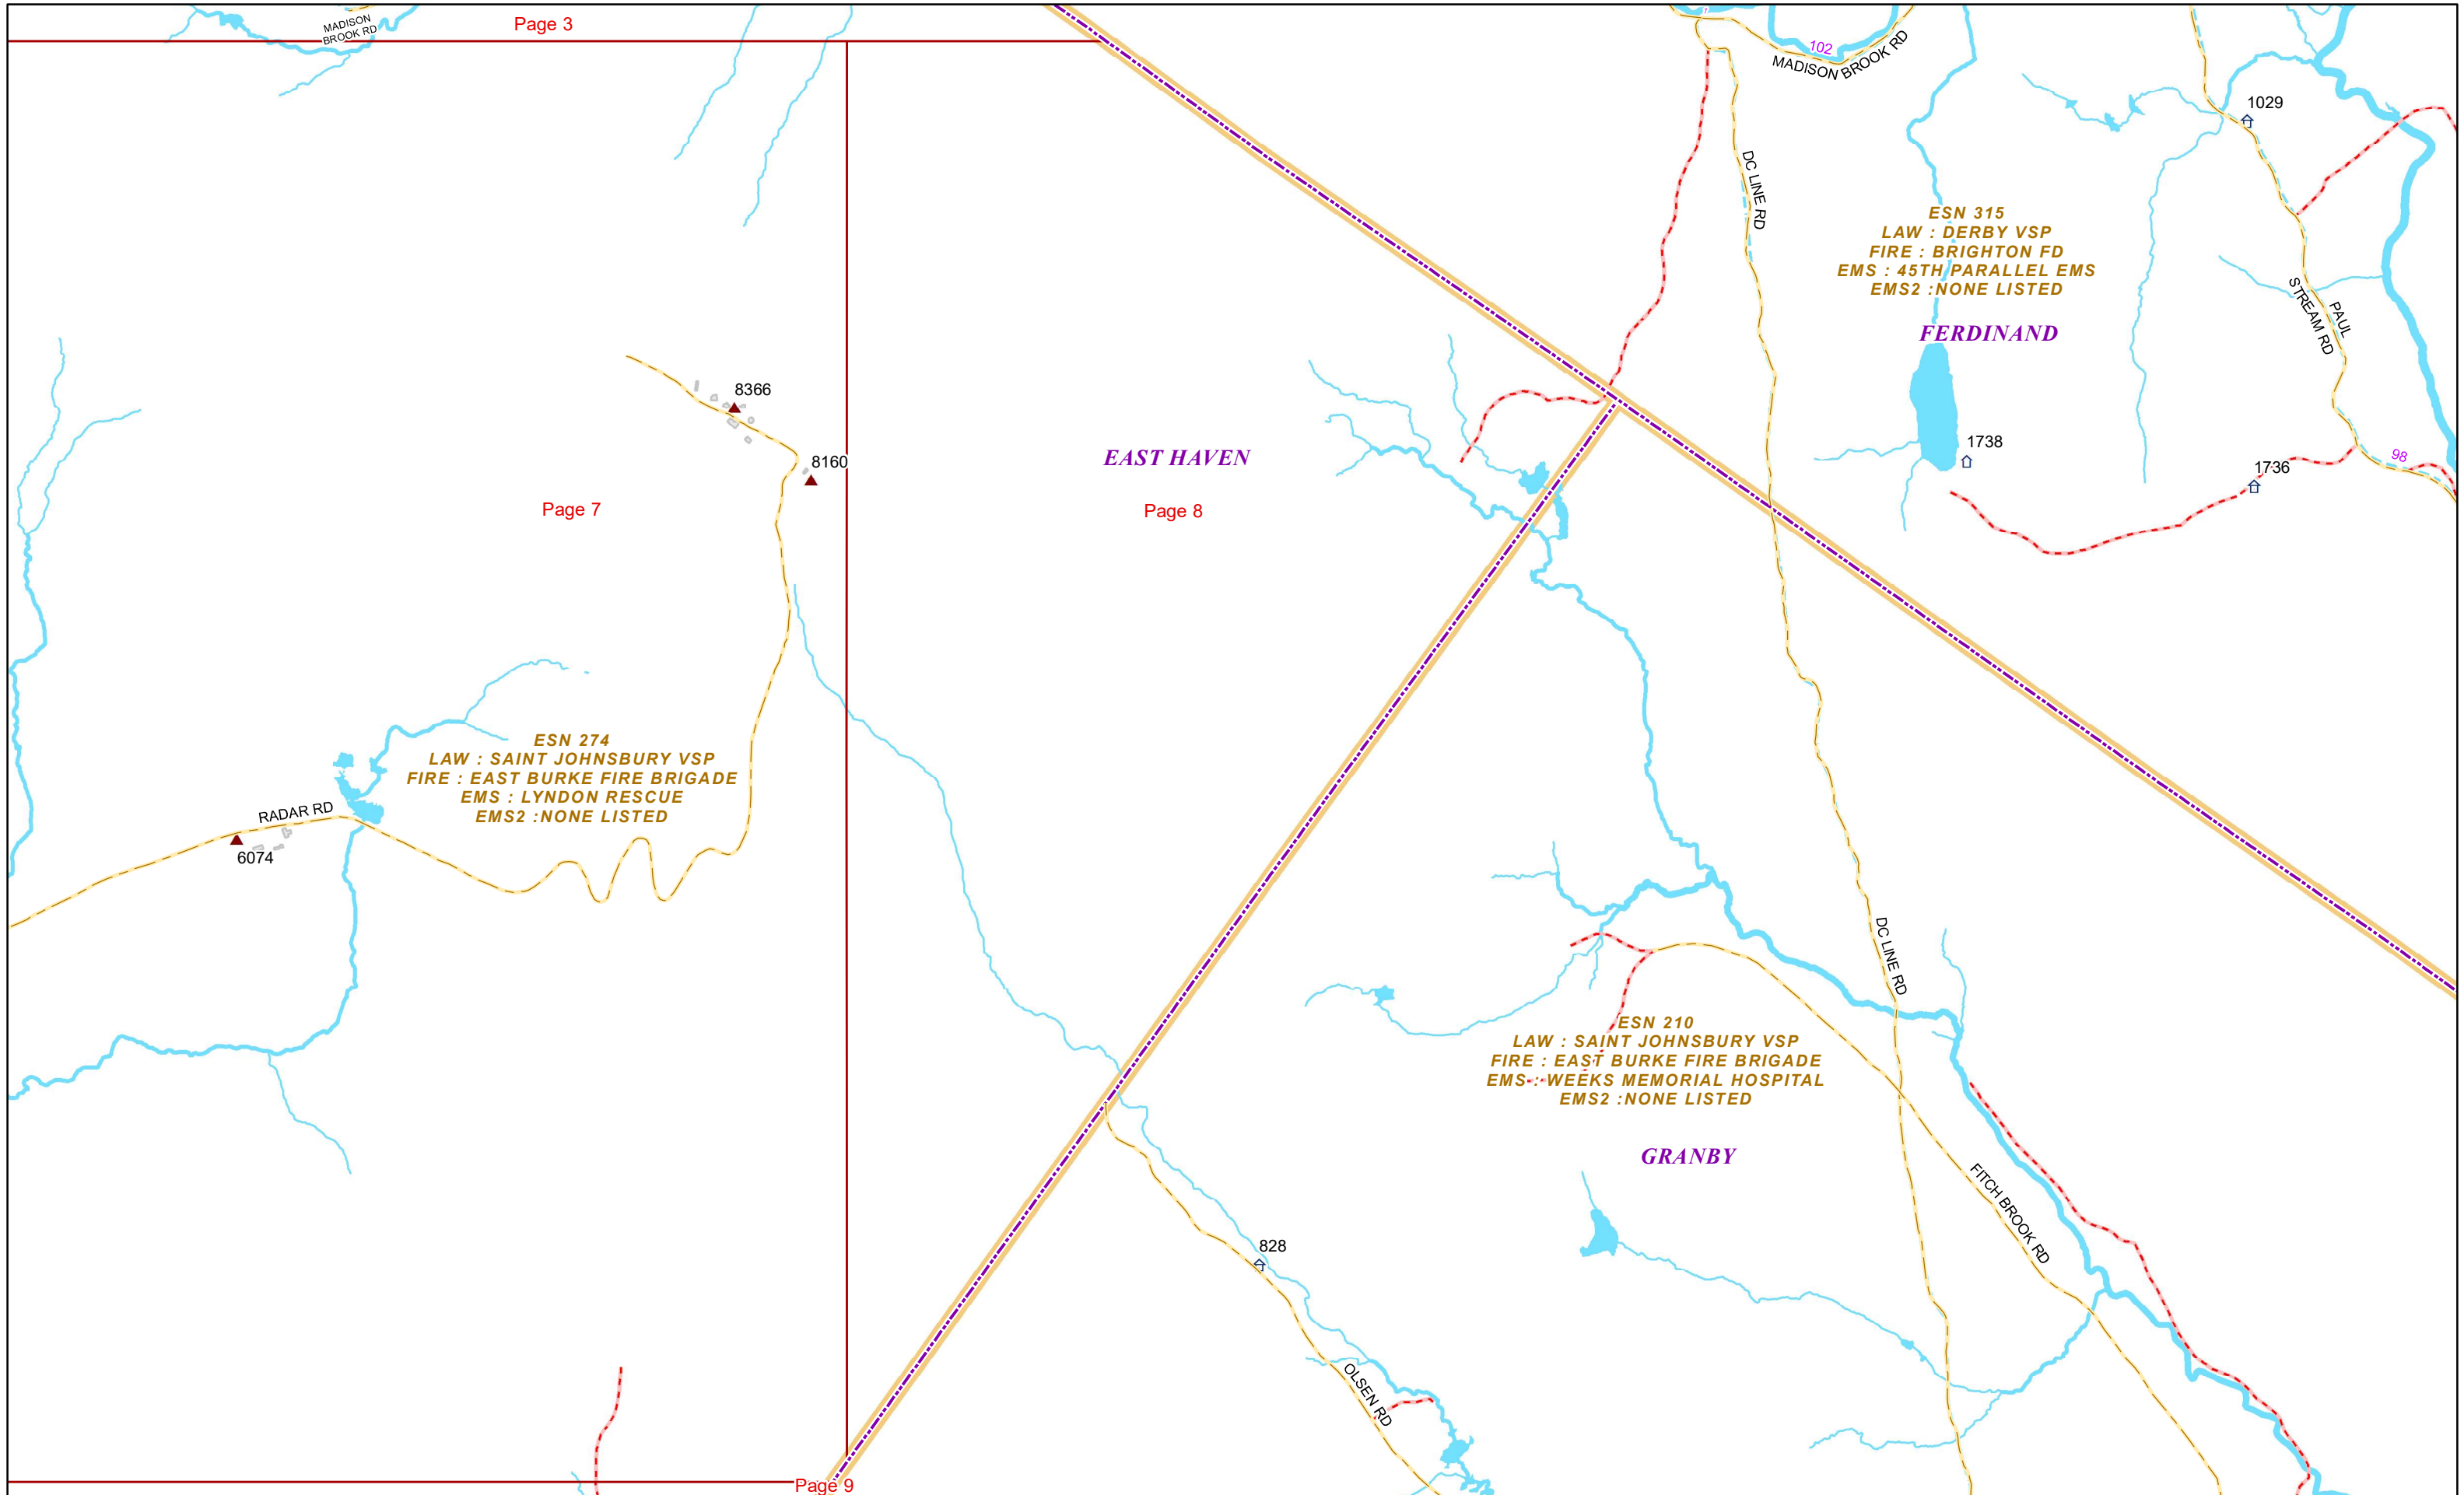 MADISON
BROOK RD
Page 3
102
MADISON BROOK RD
1029
DC LINE RD
ESN 315
LAW : DERBY VSP
FIRE : BRIGHTON FD
EMS : 45TH PARALLEL EMS
EMS2 :NONE LISTED
PAUL
STREAM RD
FERDINAND
8366
8160
EAST HAVEN
1738
98
1736
Page 7
Page 8
ESN 274
LAW : SAINT JOHNSBURY VSP
FIRE : EAST BURKE FIRE BRIGADE
EMS : LYNDON RESCUE
EMS2 :NONE LISTED
RADAR RD
6074
DC LINE RD
ESN 210
LAW : SAINT JOHNSBURY VSP
FIRE : EAST BURKE FIRE BRIGADE
EMS : WEEKS MEMORIAL HOSPITAL
EMS2 :NONE LISTED
GRANBY
FITCH BROOK RD
828
OLSEN RD
Page 9